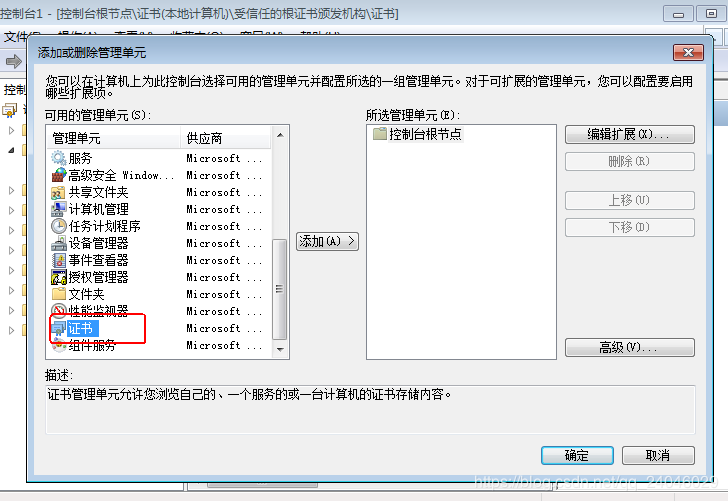 控制台1 - [控制台根节点\证书(本地计算机)\受信任的根证书颁发机构\证书]
添加或删除管理单元
您可以在计算机上为此控制台选择可用的管理单元并配置所选的一组管理单元。对于可扩展的管理单元，您可以配置要启用
哪些扩展项。
可用的管理单元(S):
所选管理单元(E):
管理单元 供应商
服务 Microsoft ...
高级安全 Window... Microsoft ...
共享文件夹 Microsoft ...
计算机管理 Microsoft ...
任务计划程序 Microsoft ...
设备管理器 Microsoft ...
事件查看器 Microsoft ...
授权管理器 Microsoft ...
文件夹 Microsoft ...
性能监视器 Microsoft ...
证书 Microsoft ...
组件服务 Microsoft ...
添加(A) >
控制台根节点
编辑扩展(X)...
删除(R)
上移(U)
下移(D)
高级(V)...
描述:
证书管理单元允许您浏览自己的、一个服务的或一台计算机的证书存储内容。
确定 取消